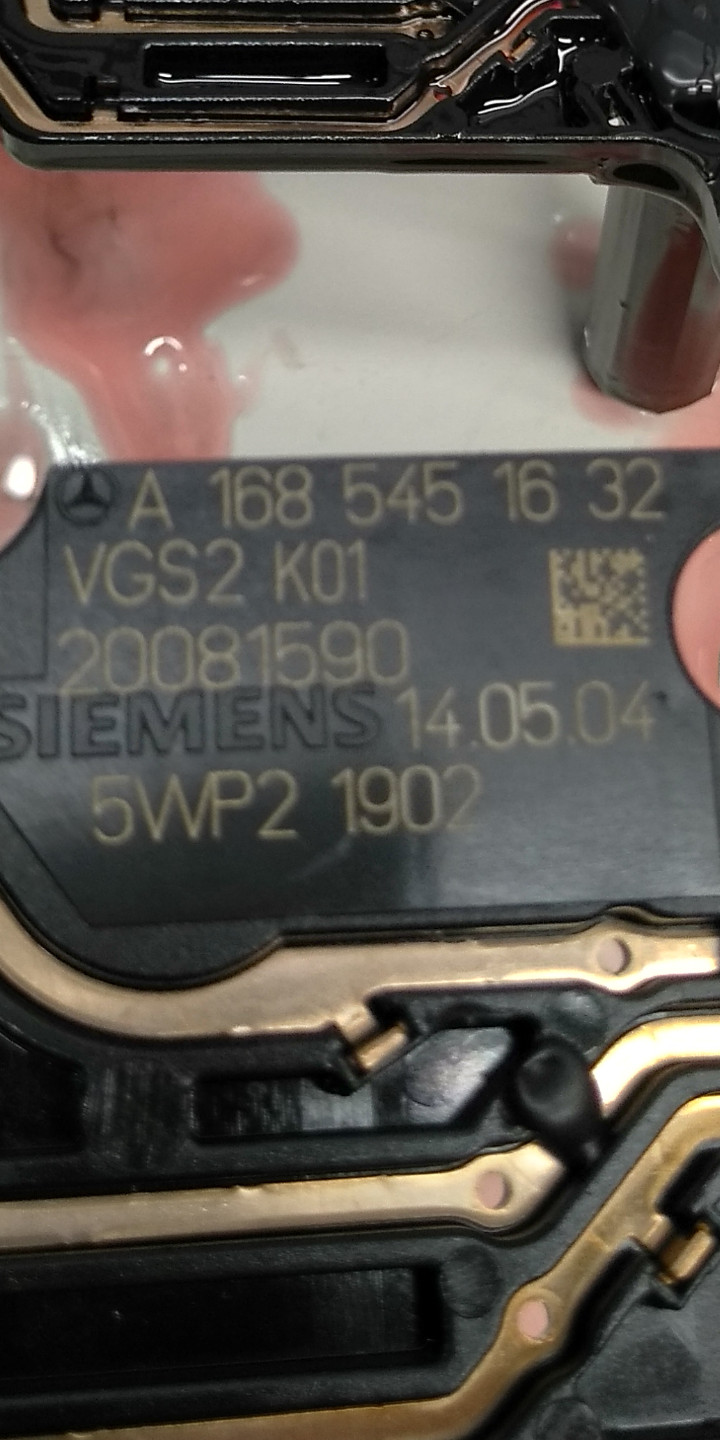 A 168 545 16 32
VGS2 K01
20081590
SIEMENS 14.05.04
5WP2 1902